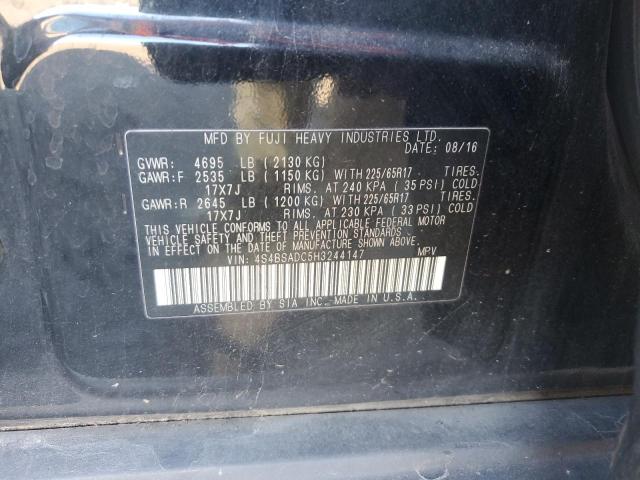 MFD BY FUJI HEAVY INDUSTRIES LTD.
DATE: 08/16
GVWR: 4695 LB ( 2130 KG)
GAWR:F 2535 LB ( 1150 KG) WITH 225/65R17 TIRES.
17X7J RIMS. AT 240 KPA ( 35 PSI) COLD
GAWR:R 2645 LB ( 1200 KG) WITH 225/65R17 TIRES.
17X7J RIMS. AT 230 KPA ( 33 PSI) COLD
THIS VEHICLE CONFORMS TO ALL APPLICABLE FEDERAL MOTOR
VEHICLE SAFETY AND THEFT PREVENTION STANDARDS
IN EFFECT ON THE DATE OF MANUFACTURE SHOWN ABOVE.
VIN: 4S4BSADC5H3244147 MPV
ASSEMBLED BY SIA INC. MADE IN U.S.A.